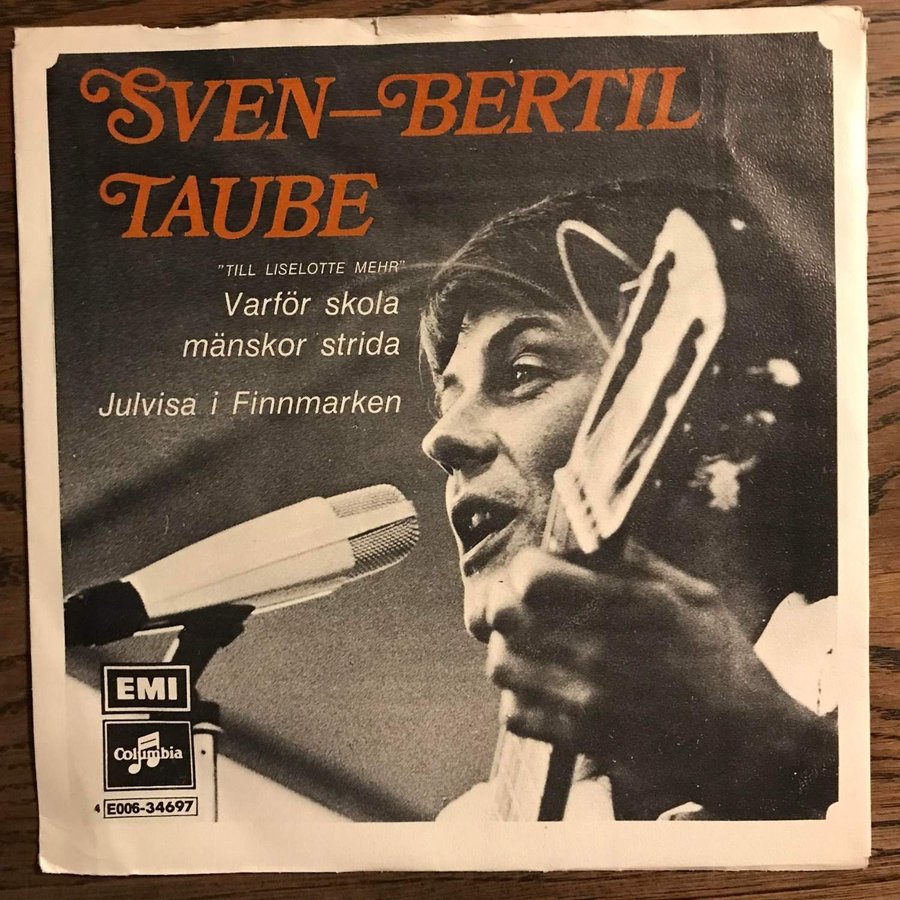 SVEN–BERTIL
TAUBE
"TILL LISELOTTE MEHR"
Varför skola
mänskor strida
Julvisa i Finnmarken
EMI
Columbia
4 E006-34697